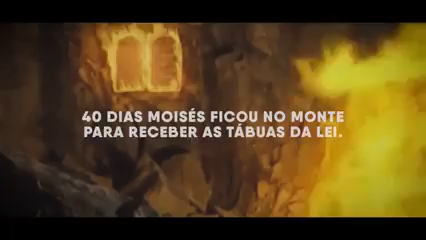 40 DIAS MOISÉS FICOU NO MONTE
PARA RECEBER AS TÁBUAS DA LEI.